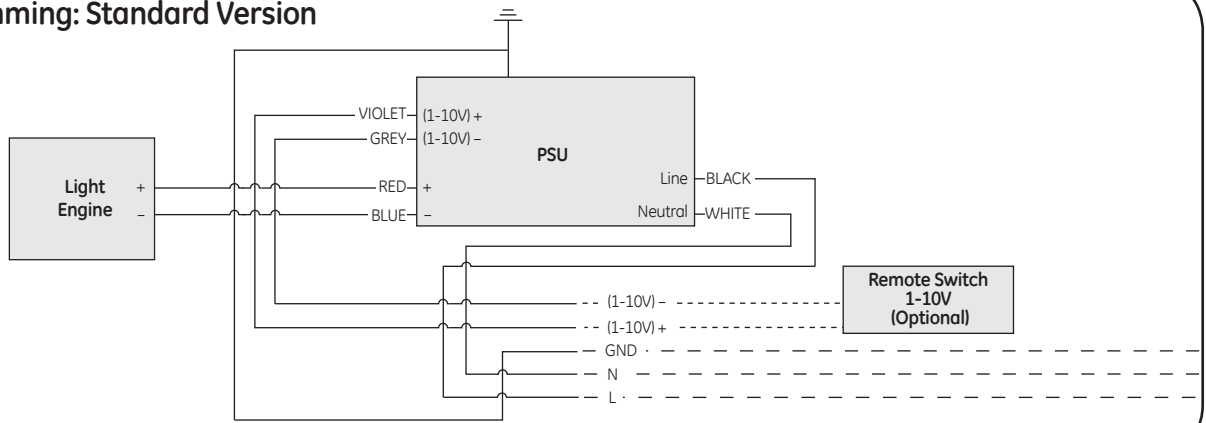 Standard Version
VIOLET (1-10V) +
GREY (1-10V) –
PSU
Light Engine
+
–
RED +
BLUE –
Line BLACK
Neutral WHITE
Remote Switch
1-10V
(Optional)
(1-10V) –
(1-10V) +
GND
N
L